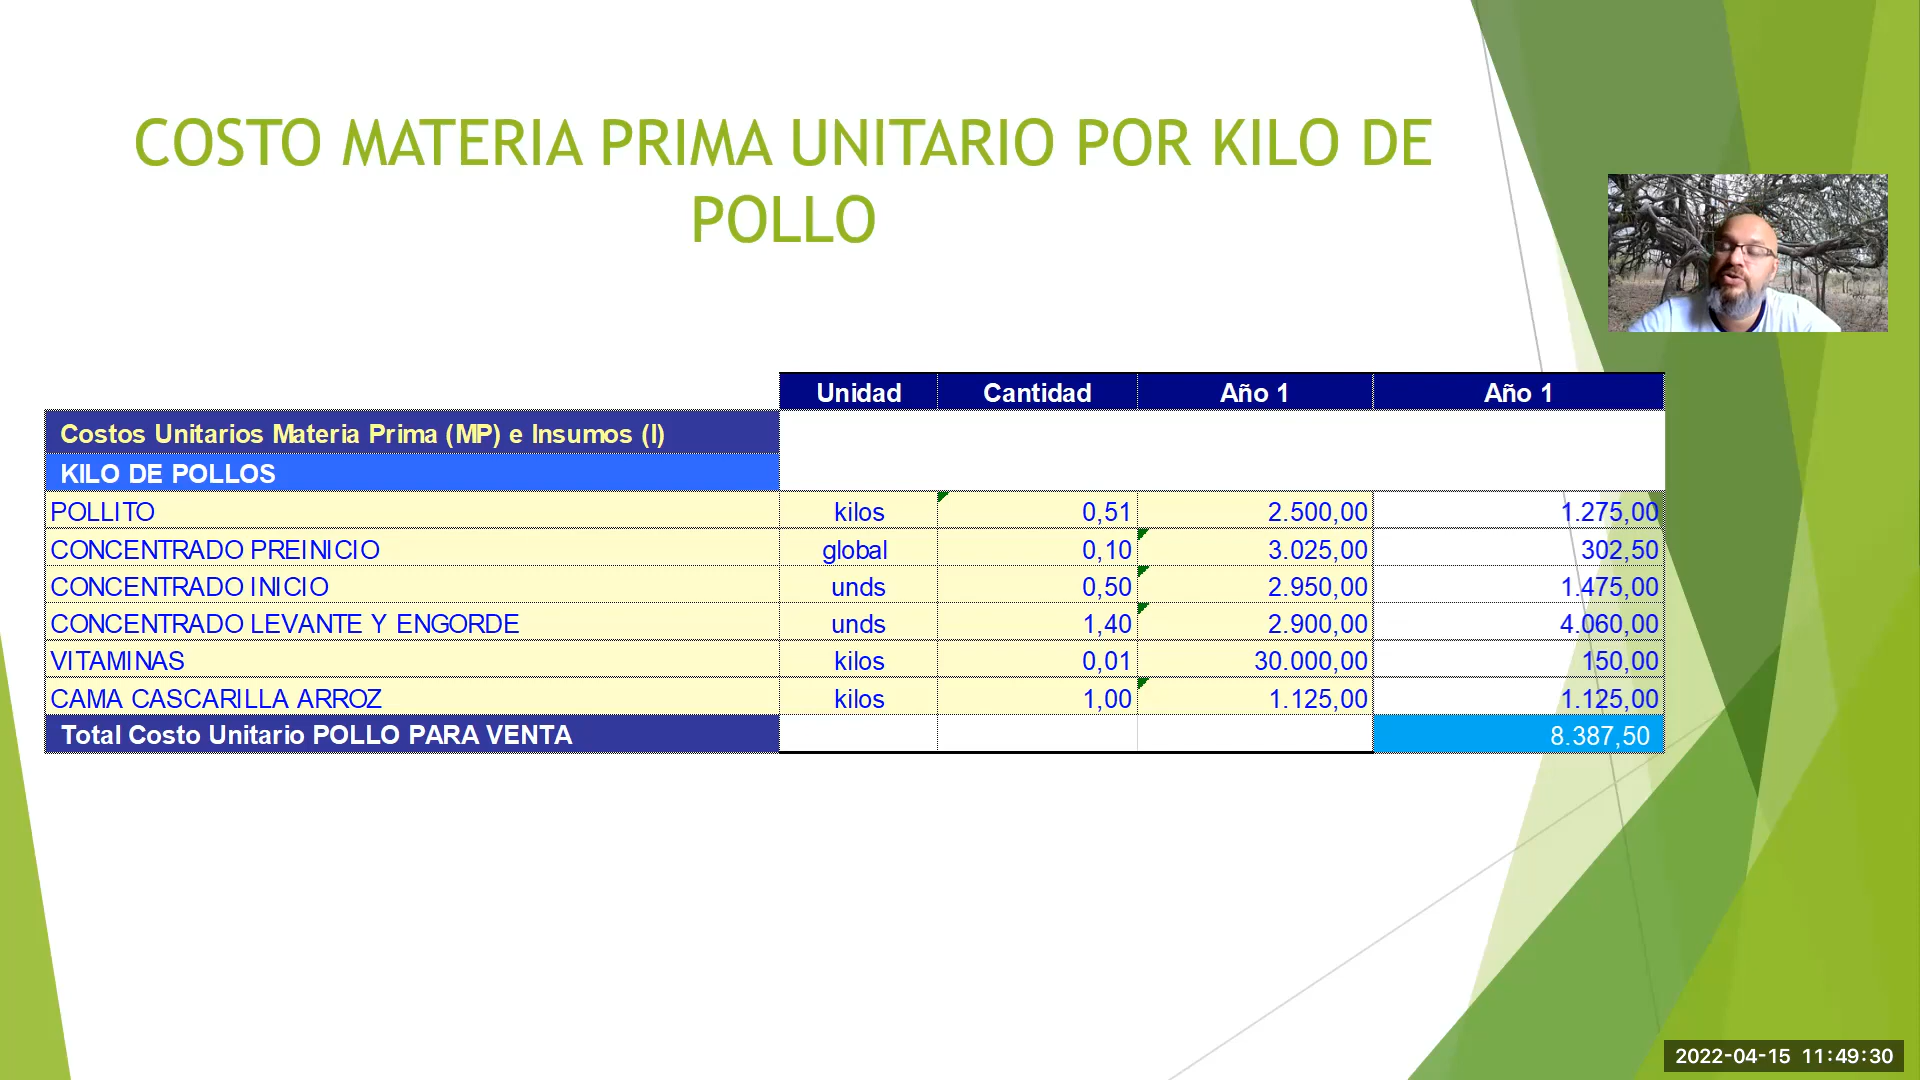 COSTO MATERIA PRIMA UNITARIO POR KILO DE
POLLO
Unidad Cantidad Año 1 Año 1
Costos Unitarios Materia Prima (MP) e Insumos (I)
KILO DE POLLOS
POLLITO kilos 0,51 2.500,00 1.275,00
CONCENTRADO PREINICIO global 0,10 3.025,00 302,50
CONCENTRADO INICIO unds 0,50 2.950,00 1.475,00
CONCENTRADO LEVANTE Y ENGORDE unds 1,40 2.900,00 4.060,00
VITAMINAS kilos 0,01 30.000,00 150,00
CAMA CASCARILLA ARROZ kilos 1,00 1.125,00 1.125,00
Total Costo Unitario POLLO PARA VENTA 8.387,50
2022-04-15 11:49:30